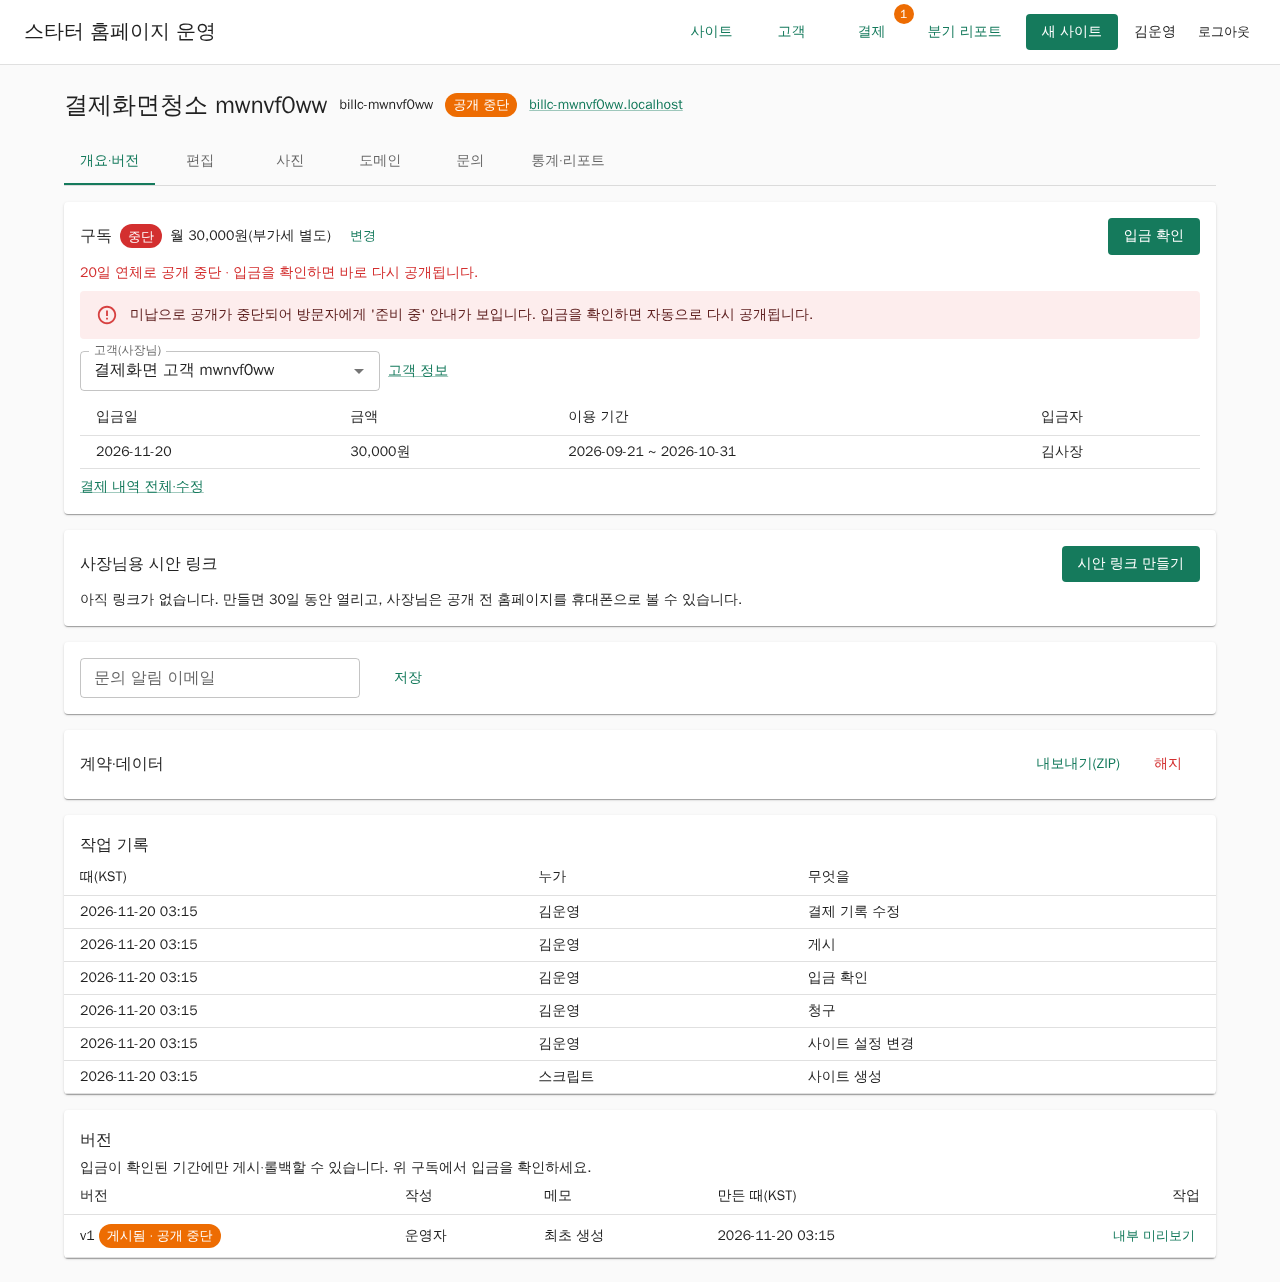 스타터 홈페이지 운영 사이트 고객 결제 1 분기 리포트 새 사이트 김운영 로그아웃
결제화면청소 mwnvf0ww billc-mwnvf0ww 공개 중단 billc-mwnvf0ww.localhost
개요·버전 편집 사진 도메인 문의 통계·리포트
구독 중단 월 30,000원(부가세 별도) 변경 입금 확인
20일 연체로 공개 중단 · 입금을 확인하면 바로 다시 공개됩니다.
미납으로 공개가 중단되어 방문자에게 '준비 중' 안내가 보입니다. 입금을 확인하면 자동으로 다시 공개됩니다.
고객(사장님)
결제화면 고객 mwnvf0ww 고객 정보
입금일 금액 이용 기간 입금자
2026-11-20 30,000원 2026-09-21 ~ 2026-10-31 김사장
결제 내역 전체·수정
사장님용 시안 링크 시안 링크 만들기
아직 링크가 없습니다. 만들면 30일 동안 열리고, 사장님은 공개 전 홈페이지를 휴대폰으로 볼 수 있습니다.
문의 알림 이메일 저장
계약·데이터 내보내기(ZIP) 해지
작업 기록
때(KST) 누가 무엇을
2026-11-20 03:15 김운영 결제 기록 수정
2026-11-20 03:15 김운영 게시
2026-11-20 03:15 김운영 입금 확인
2026-11-20 03:15 김운영 청구
2026-11-20 03:15 김운영 사이트 설정 변경
2026-11-20 03:15 스크립트 사이트 생성
버전
입금이 확인된 기간에만 게시·롤백할 수 있습니다. 위 구독에서 입금을 확인하세요.
버전 작성 메모 만든 때(KST) 작업
v1 게시됨 · 공개 중단 운영자 최초 생성 2026-11-20 03:15 내부 미리보기